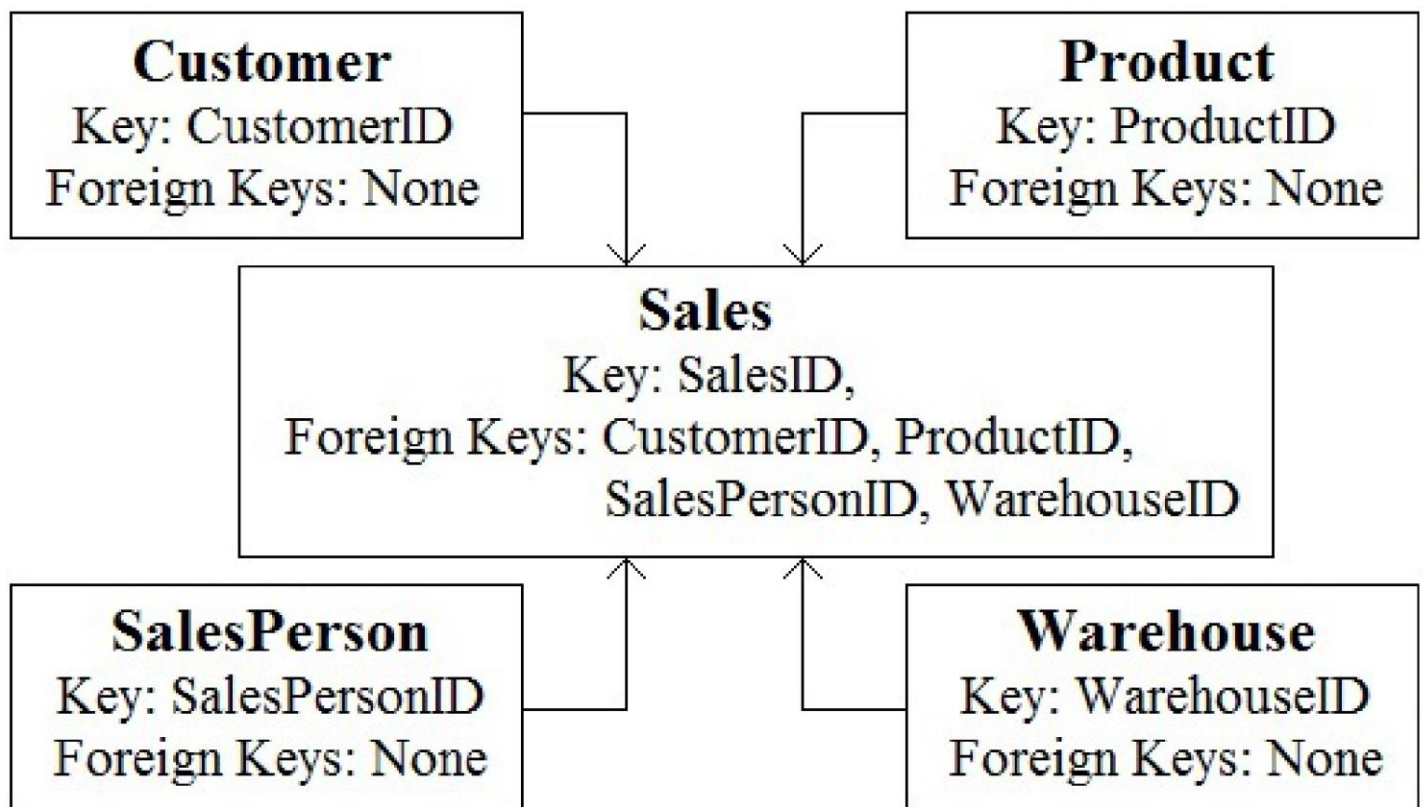 Customer
Key: CustomerID
Foreign Keys: None
Product
Key: ProductID
Foreign Keys: None
Sales
Key: SalesID,
Foreign Keys: CustomerID, ProductID,
SalesPersonID, WarehouseID
SalesPerson
Key: SalesPersonID
Foreign Keys: None
Warehouse
Key: WarehouseID
Foreign Keys: None